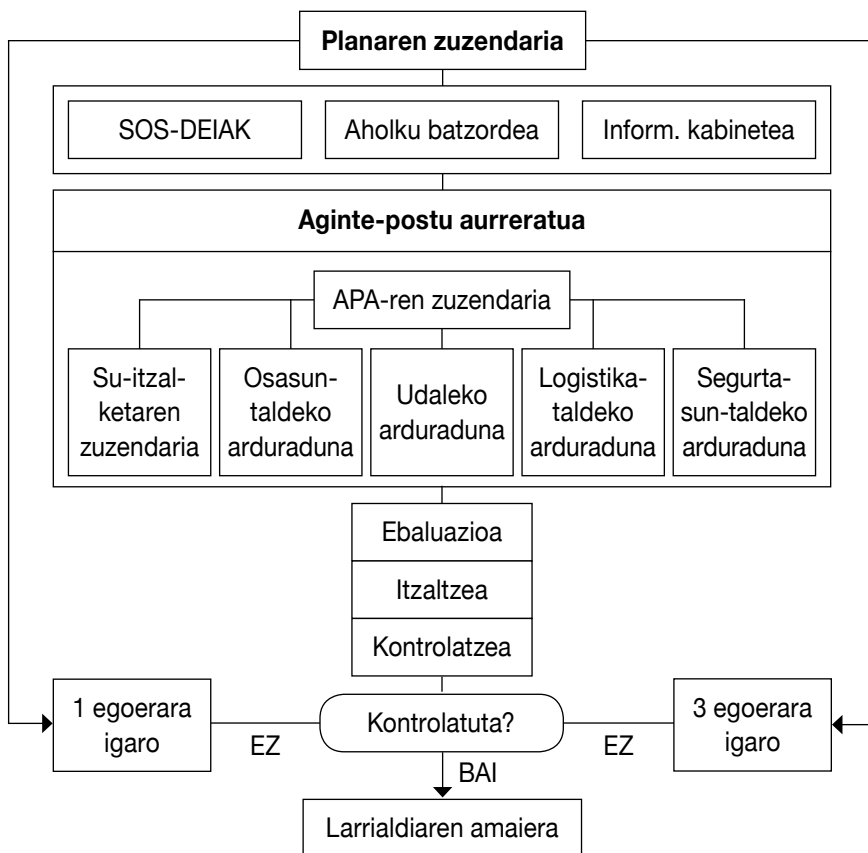 Planaren zuzendaria
SOS-DEIAK
Aholku batzordea
Inform. kabinetea
Aginte-postu aurreratua
APA-ren zuzendaria
Su-itzal-
ketaren
zuzendaria
Osasun-
taldeko
arduraduna
Udaleko
arduraduna
Logistika-
taldeko
arduraduna
Segurta-
sun-taldeko
arduraduna
Ebaluazioa
Itzaltzea
Kontrolatzea
1 egoerara
igaro
EZ
Kontrolatuta?
EZ
3 egoerara
igaro
BAI
Larrialdiaren amaiera